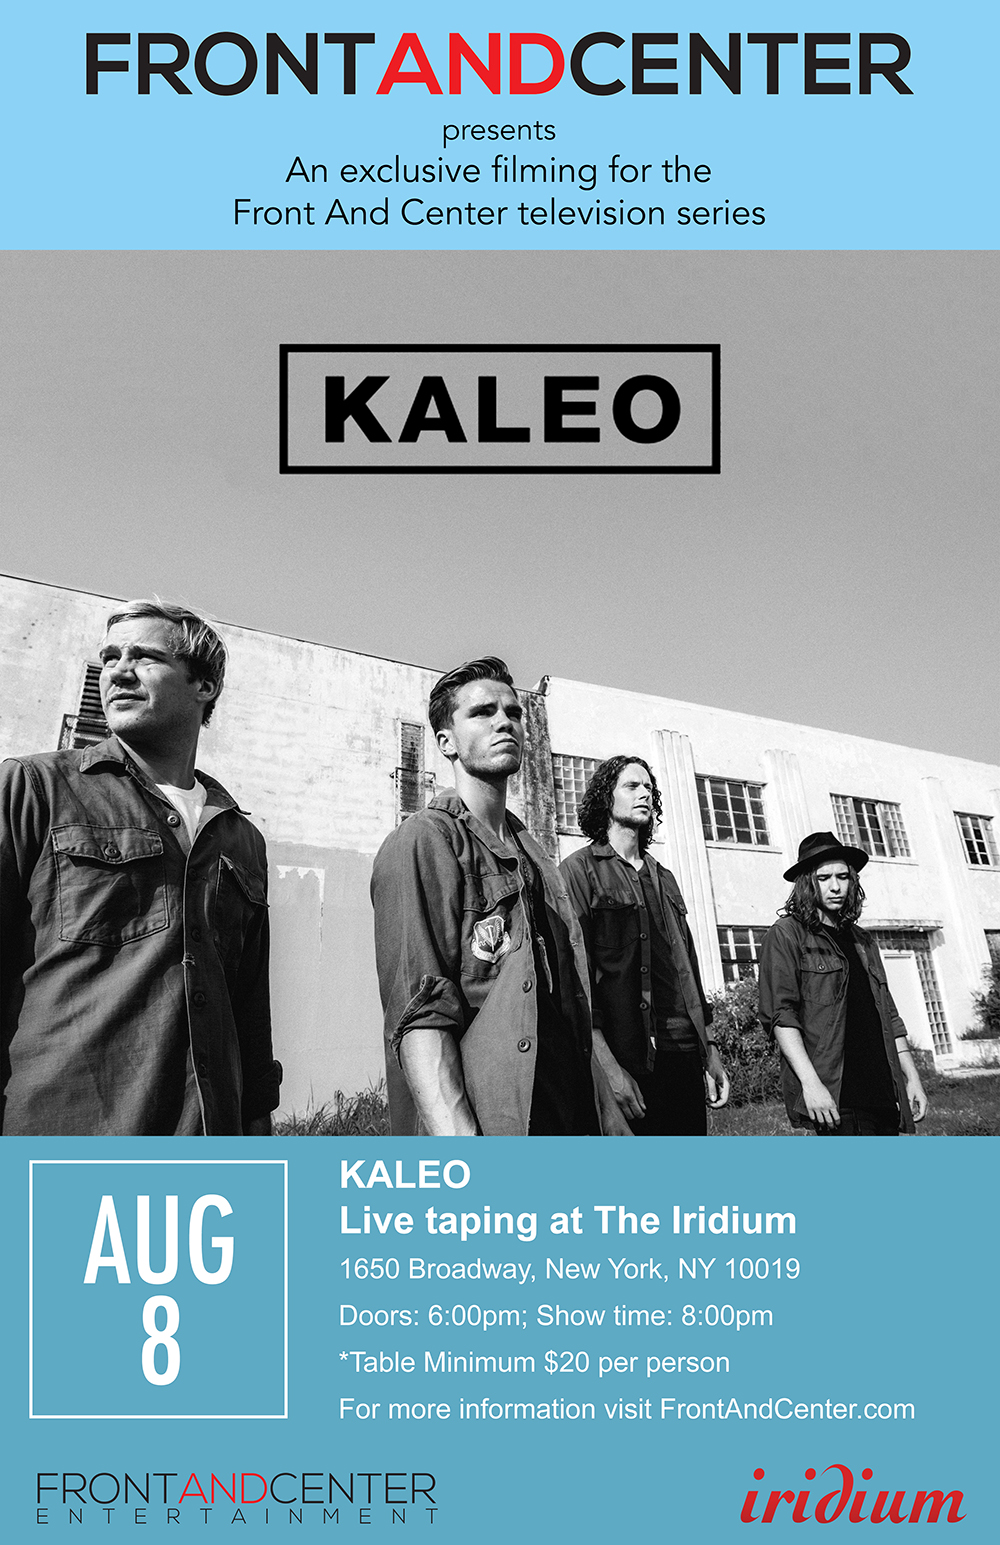 FRONTANDCENTER
presents
An exclusive filming for the
Front And Center television series
KALEO
AUG
8
KALEO
Live taping at The Iridium
1650 Broadway, New York, NY 10019
Doors: 6:00pm; Show time: 8:00pm
*Table Minimum $20 per person
For more information visit FrontAndCenter.com
FRONTANDCENTER
ENTERTAINMENT
iridium